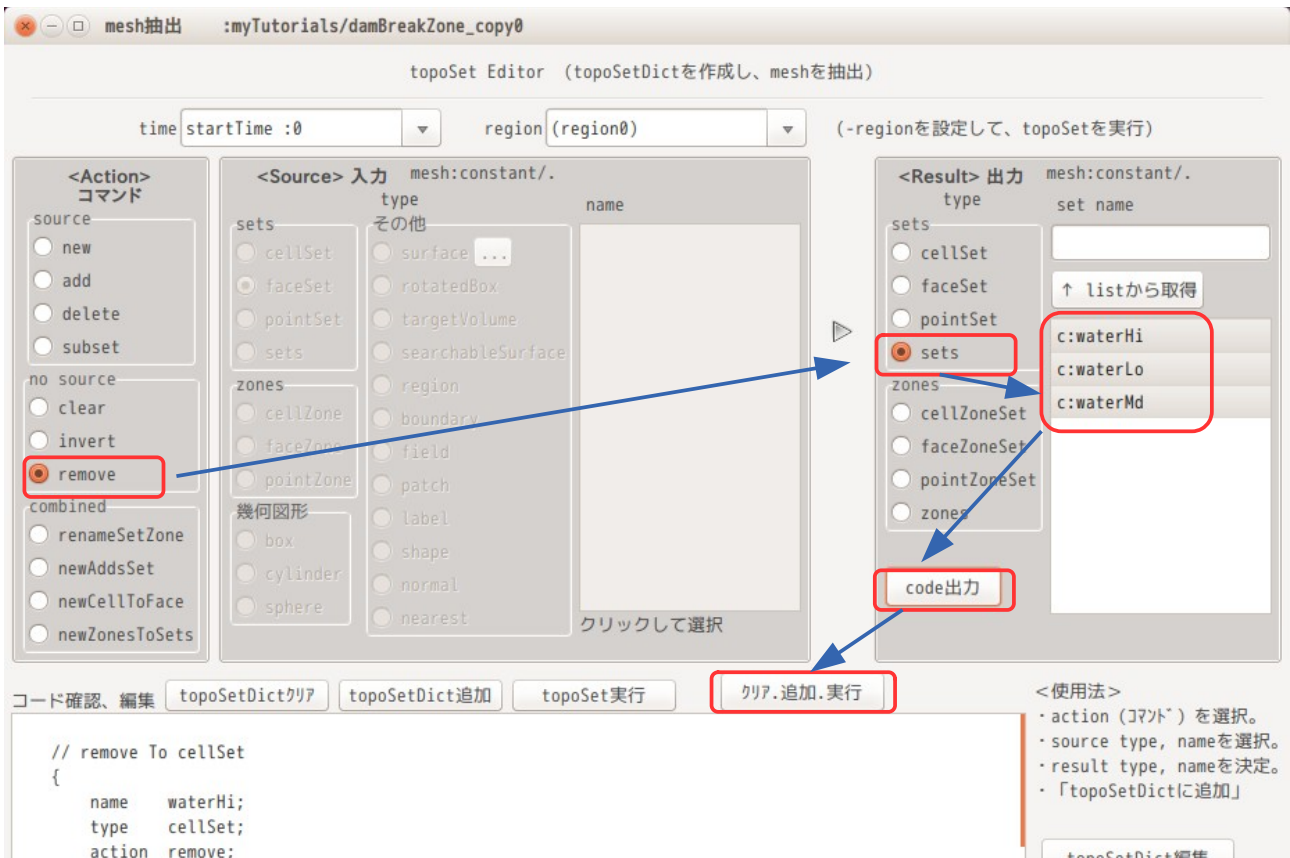 mesh抽出 :myTutorials/damBreakZone_copy0
topoSet Editor （topoSetDictを作成し、meshを抽出）
time startTime :0 region (region0) (-regionを設定して、topoSetを実行)
<Action>
コマンド
source
new
add
delete
subset
no source
clear
invert
remove
combined
renameSetZone
newAddsSet
newCellToFace
newZonesToSets
<Source> 入力 mesh:constant/.
type
name
sets
cellSet
faceSet
pointSet
sets
zones
cellZone
faceZone
pointZone
幾何図形
box
cylinder
sphere
その他
surface ...
rotatedBox
targetVolume
searchableSurface
region
boundary
field
patch
label
shape
normal
nearest
クリックして選択
<Result> 出力 mesh:constant/.
type
set name
sets
cellSet
faceSet
pointSet
sets
zones
cellZoneSet
faceZoneSet
pointZoneSet
zones
code出力
↑ listから取得
c:waterHi
c:waterLo
c:waterMd
コード確認、編集 topoSetDictｸﾘｱ topoSetDict追加 topoSet実行 ｸﾘｱ.追加.実行
// remove To cellSet
{
name waterHi;
type cellSet;
action remove;
<使用法>
・action (ｺﾏﾝﾄﾞ) を選択。
・source type, nameを選択。
・result type, nameを決定。
・「topoSetDictに追加」
topoSetDict編集